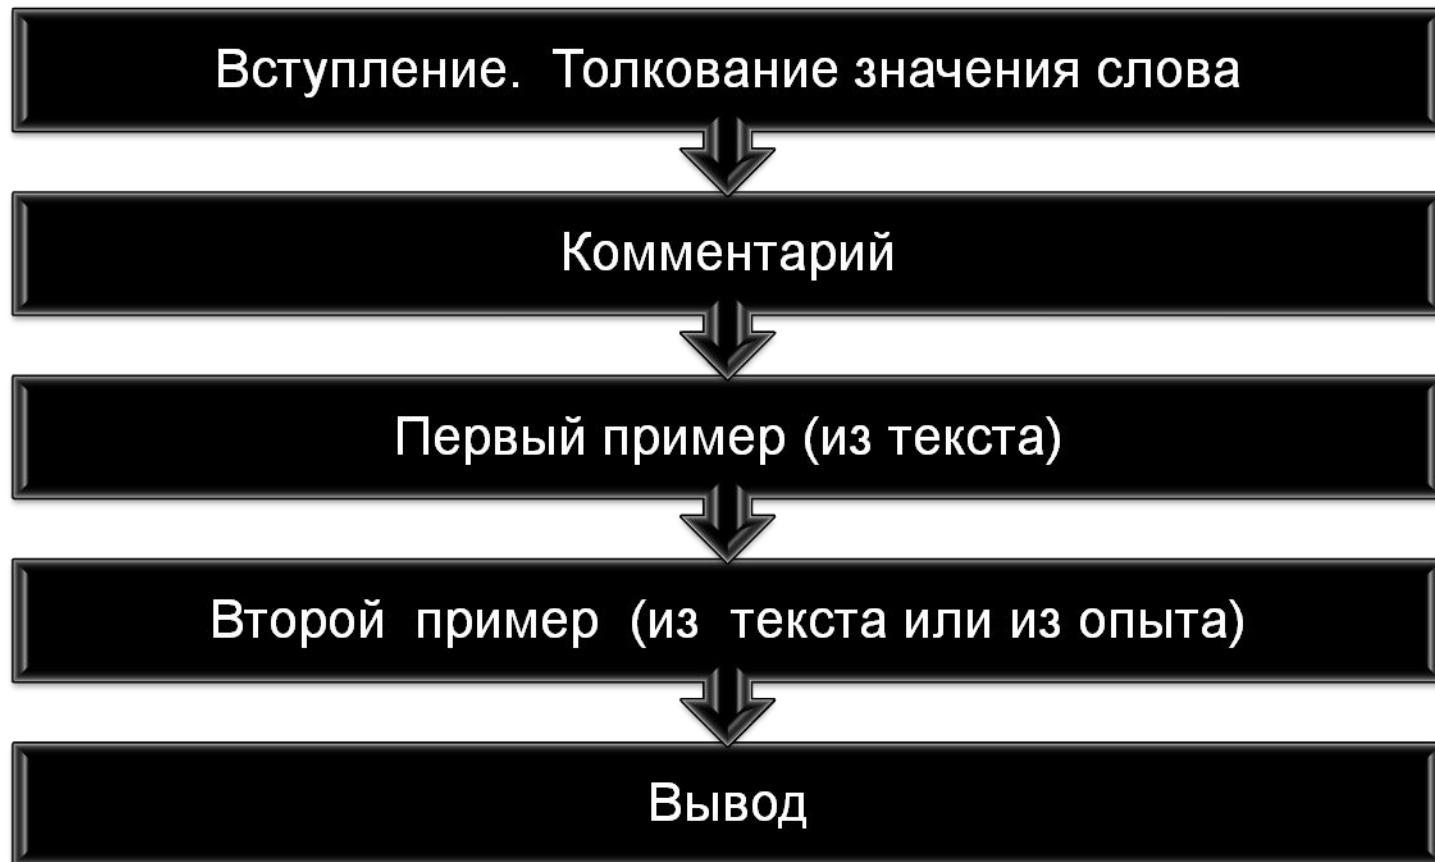 Вступление. Толкование значения слова
Комментарий
Первый пример (из текста)
Второй пример (из текста или из опыта)
Вывод